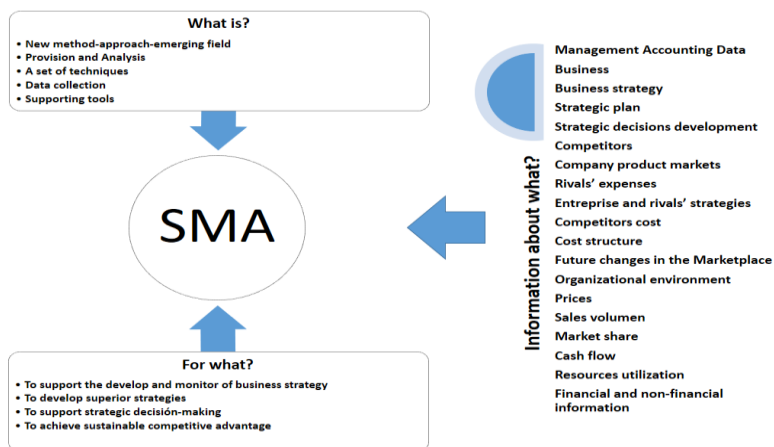 What is?
• New method-approach-emerging field
• Provision and Analysis
• A set of techniques
• Data collection
• Supporting tools
SMA
For what?
• To support the develop and monitor of business strategy
• To develop superior strategies
• To support strategic decisión-making
• To achieve sustainable competitive advantage
Information about what?
Management Accounting Data
Business
Business strategy
Strategic plan
Strategic decisions development
Competitors
Company product markets
Rivals’ expenses
Entreprise and rivals’ strategies
Competitors cost
Cost structure
Future changes in the Marketplace
Organizational environment
Prices
Sales volumen
Market share
Cash flow
Resources utilization
Financial and non-financial
information